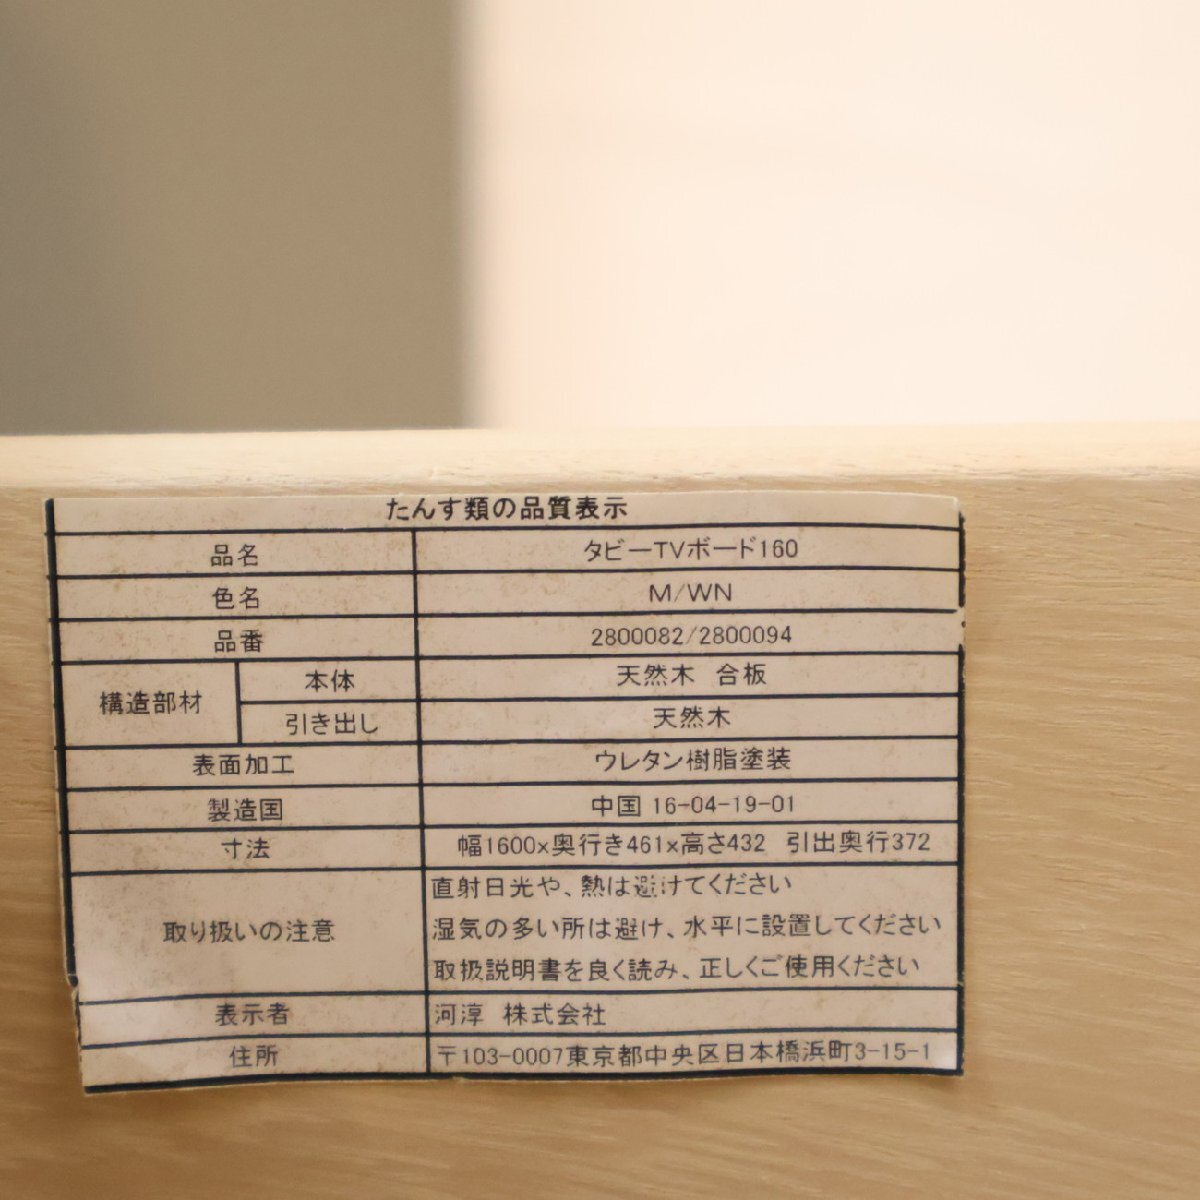 たんす類の品質表示
品名 タビーTVボード160
色名 M/WN
品番 2800082/2800094
構造部材 本体 天然木 合板
引き出し 天然木
表面加工 ウレタン樹脂塗装
製造国 中国 16-04-19-01
寸法 幅1600×奥行き461×高さ432 引出奥行372
取り扱いの注意 直射日光や、熱は避けてください
湿気の多い所は避け、水平に設置してください
取扱説明書を良く読み、正しくご使用ください
表示者 河淳 株式会社
住所 〒103-0007東京都中央区日本橋浜町3-15-1